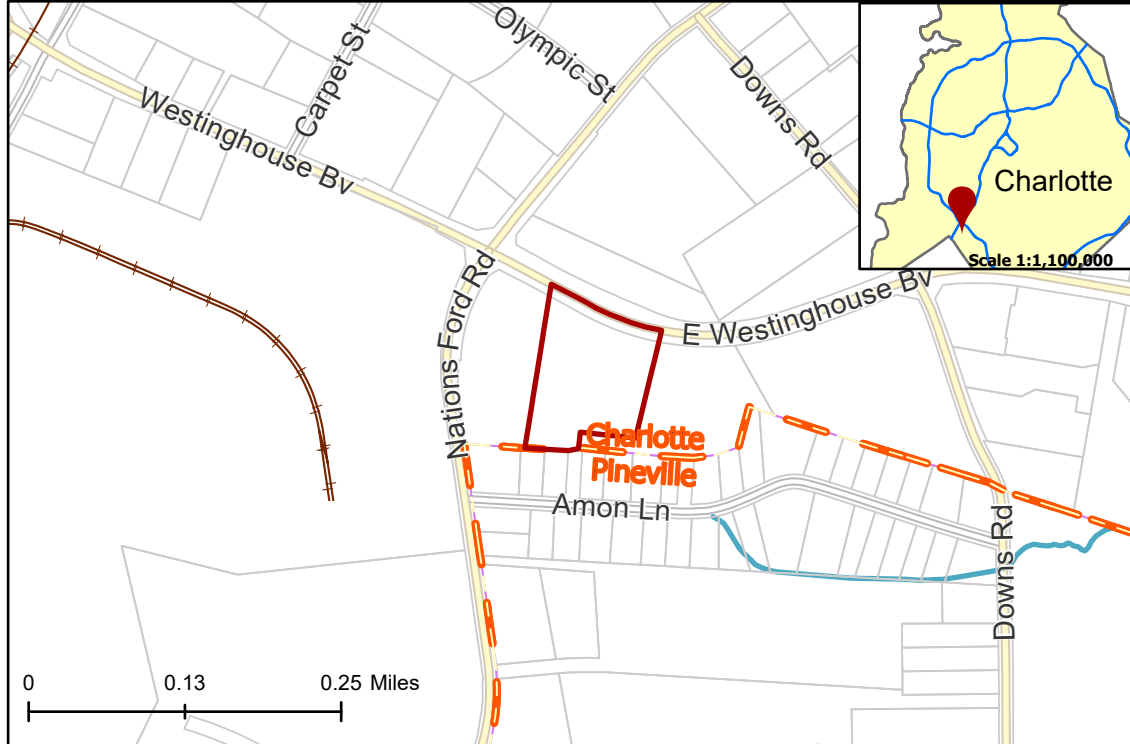 Olympic St
Carpet St
Downs Rd
Westinghouse Bv
Charlotte
Scale 1:1,100,000
Nations Ford Rd
E Westinghouse Bv
Charlotte
Pineville
Amon Ln
Downs Rd
0 0.13 0.25 Miles